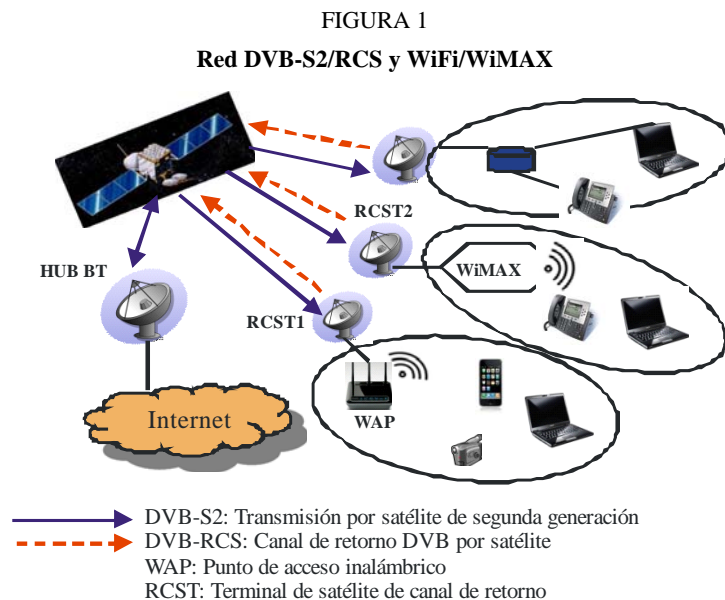 FIGURA 1
Red DVB-S2/RCS y WiFi/WiMAX
RCST2
HUB BT
WiMAX
RCST1
Internet
WAP
DVB-S2: Transmisión por satélite de segunda generación
DVB-RCS: Canal de retorno DVB por satélite
WAP: Punto de acceso inalámbrico
RCST: Terminal de satélite de canal de retorno